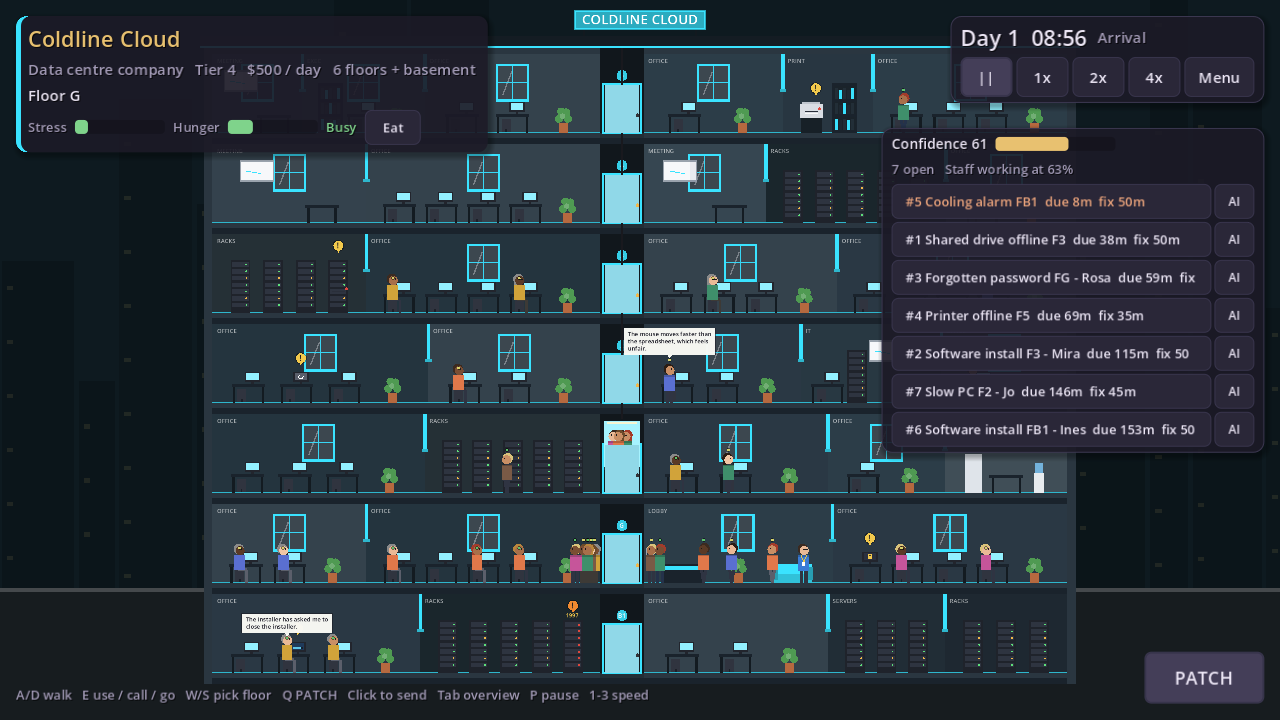 COLDLINE CLOUD
Coldline Cloud
Data centre company Tier 4 $500 / day 6 floors + basement
Floor G
Stress Hunger Busy Eat
Day 1 08:56 Arrival
|| 1x 2x 4x Menu
Confidence 61
7 open Staff working at 63%
#5 Cooling alarm FB1 due 8m fix 50m AI
#1 Shared drive offline F3 due 38m fix 50m AI
#3 Forgotten password FG - Rosa due 59m fix AI
#4 Printer offline F5 due 69m fix 35m AI
#2 Software install F3 - Mira due 115m fix 50 AI
#7 Slow PC F2 - Jo due 146m fix 45m AI
#6 Software install FB1 - Ines due 153m fix 50 AI
OFFICE PRINT OFFICE
MEETING RACKS
RACKS OFFICE OFFICE OFFICE
OFFICE OFFICE IT
The mouse moves faster than
the spreadsheet, which feels
unfair.
OFFICE RACKS OFFICE OFFICE
OFFICE OFFICE G LOBBY OFFICE
OFFICE RACKS 1997 B1 OFFICE SERVERS RACKS
The installer has asked me to
close the installer.
A/D walk E use / call / go W/S pick floor Q PATCH Click to send Tab overview P pause 1-3 speed
PATCH